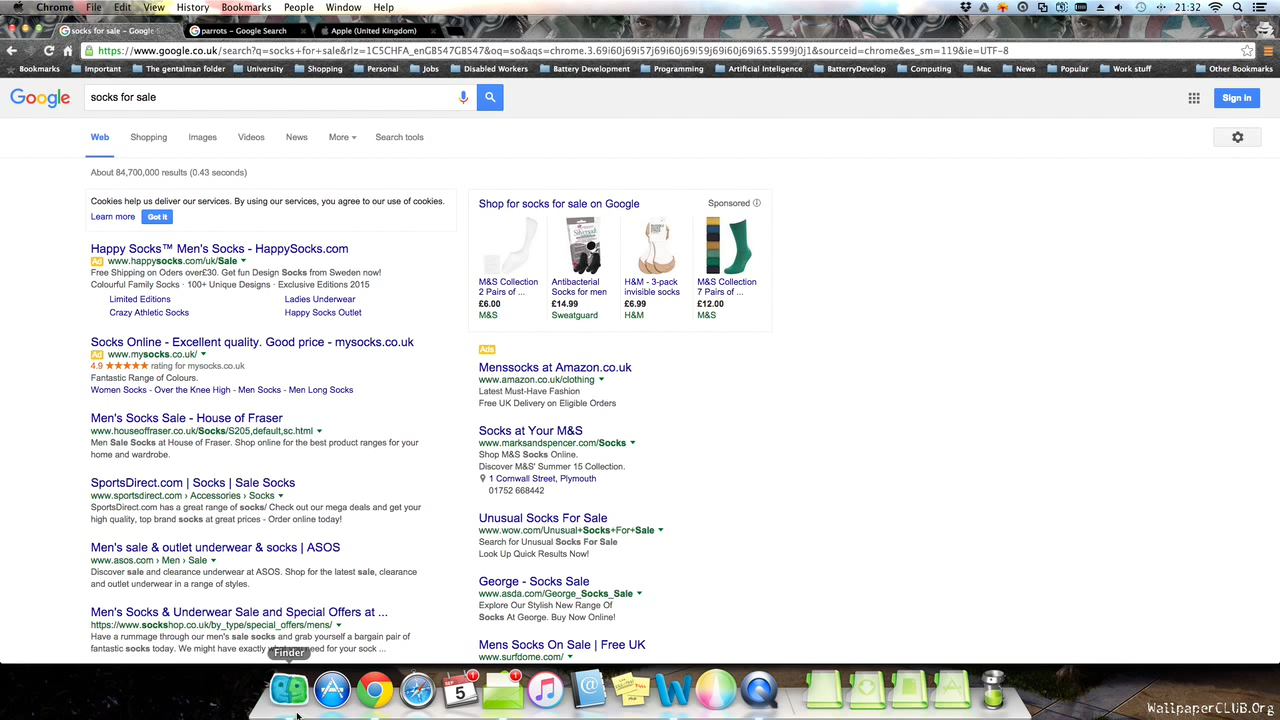 Chrome File Edit View History Bookmarks People Window Help 21:32
socks for sale - Google Se
parrots - Google Search
Apple (United Kingdom)
https://www.google.co.uk/search?q=socks+for+sale&rlz=1C5CHFA_enGB547GB547&oq=so&aqs=chrome.3.69i60j69i57j69i60j69i59j69i60j69i65.5599j0j1&sourceid=chrome&es_sm=119&ie=UTF-8
Bookmarks Important The gentalman folder University Shopping Personal Jobs Disabled Workers Battery Development Programming Artificial Inteligence BatterryDevelop Computing Mac News Popular Work stuff Other Bookmarks
Google socks for sale Sign in
Web Shopping Images Videos News More Search tools
About 84,700,000 results (0.43 seconds)
Cookies help us deliver our services. By using our services, you agree to our use of cookies.
Learn more Got it
Happy Socks™ Men's Socks - HappySocks.com
Ad www.happysocks.com/uk/Sale
Free Shipping on Oders over£30. Get fun Design Socks from Sweden now!
Colourful Family Socks · 100+ Unique Designs · Exclusive Editions 2015
Limited Editions Ladies Underwear
Crazy Athletic Socks Happy Socks Outlet
Socks Online - Excellent quality. Good price - mysocks.co.uk
Ad www.mysocks.co.uk/
4.9 ★★★★★ rating for mysocks.co.uk
Fantastic Range of Colours.
Women Socks - Over the Knee High - Men Socks - Men Long Socks
Men's Socks Sale - House of Fraser
www.houseoffraser.co.uk/Socks/S205,default,sc.html
Men Sale Socks at House of Fraser. Shop online for the best product ranges for your
home and wardrobe.
SportsDirect.com | Socks | Sale Socks
www.sportsdirect.com › Accessories › Socks
SportsDirect.com has a great range of socks/ Check out our mega deals and get your
high quality, top brand socks at great prices - Order online today!
Men's sale & outlet underwear & socks | ASOS
www.asos.com › Men › Sale
Discover sale and clearance underwear at ASOS. Shop for the latest sale, clearance
and outlet underwear in a range of styles.
Men's Socks & Underwear Sale and Special Offers at ...
https://www.sockshop.co.uk/by_type/special_offers/mens/
Have a rummage through our men's sale socks and grab yourself a bargain pair of
fantastic socks today. We might have exactly what you need for your sock ...
Shop for socks for sale on Google Sponsored
M&S Collection
2 Pairs of ...
£6.00
M&S
Antibacterial
Socks for men
£14.99
Sweatguard
H&M - 3-pack
invisible socks
£6.99
H&M
M&S Collection
7 Pairs of ...
£12.00
M&S
Ads
Menssocks at Amazon.co.uk
www.amazon.co.uk/clothing
Latest Must-Have Fashion
Free UK Delivery on Eligible Orders
Socks at Your M&S
www.marksandspencer.com/Socks
Shop M&S Socks Online.
Discover M&S' Summer 15 Collection.
1 Cornwall Street, Plymouth
01752 668442
Unusual Socks For Sale
www.wow.com/Unusual+Socks+For+Sale
Search for Unusual Socks For Sale
Look Up Quick Results Now!
George - Socks Sale
www.asda.com/George_Socks_Sale
Explore Our Stylish New Range Of
Socks At George. Buy Now Online!
Mens Socks On Sale | Free UK
www.surfdome.com/
Finder
SEP
5
1
1
WallpaperCLUB.Org